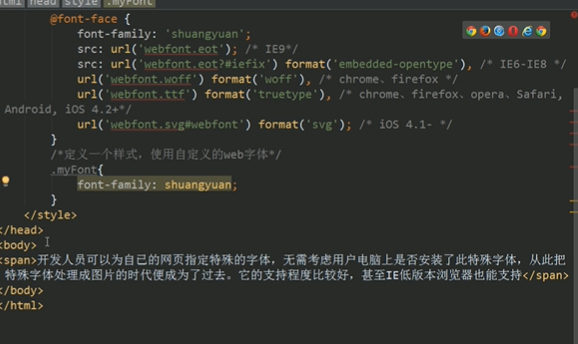 html head style .myFont
@font-face {
font-family: 'shuangyuan';
src: url('webfont.eot'); /* IE9*/
src: url('webfont.eot?#iefix') format('embedded-opentype'), /* IE6-IE8 */
url('webfont.woff') format('woff'), /* chrome、firefox */
url('webfont.ttf') format('truetype'), /* chrome、firefox、opera、Safari,
Android, iOS 4.2+*/
url('webfont.svg#webfont') format('svg'); /* iOS 4.1- */
}
/*定义一个样式，使用自定义的web字体*/
.myFont{
font-family: shuangyuan;
}
</style>
</head>
<body>
<span>开发人员可以为自己的网页指定特殊的字体，无需考虑用户电脑上是否安装了此特殊字体，从此把
特殊字体处理成图片的时代便成为了过去。它的支持程度比较好，甚至IE低版本浏览器也能支持</span>
</body>
</html>